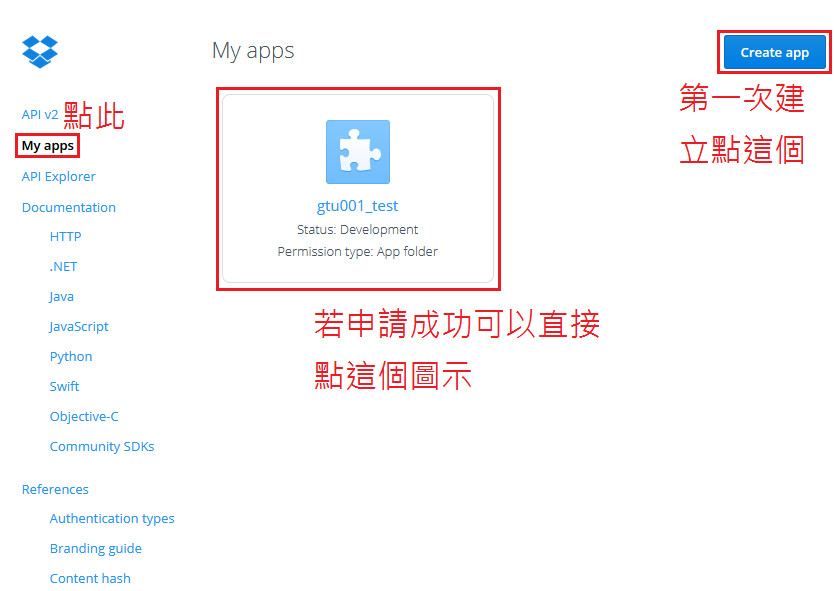 My apps
Create app
API v2
點此
My apps
API Explorer
Documentation
HTTP
.NET
Java
JavaScript
Python
Swift
Objective-C
Community SDKs
References
Authentication types
Branding guide
Content hash
gtu001_test
Status: Development
Permission type: App folder
若申請成功可以直接
點這個圖示
第一次建
立點這個